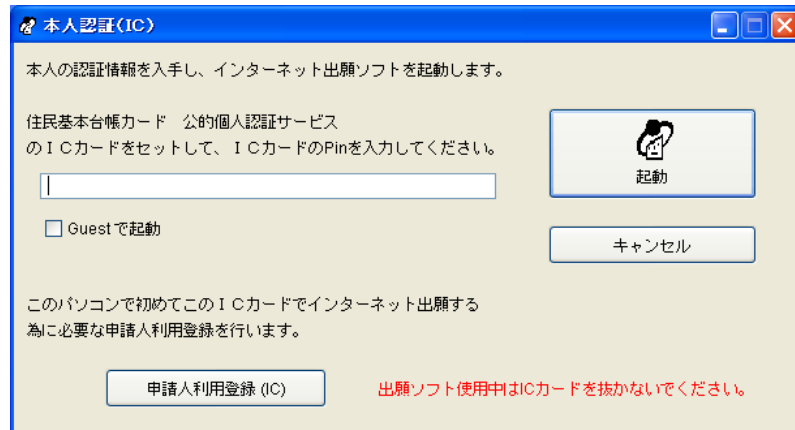 本人認証(IC)
本人の認証情報を入手し、インターネット出願ソフトを起動します。
住民基本台帳カード　公的個人認証サービス
のＩＣカードをセットして、ＩＣカードのPinを入力してください。
起動
Guestで起動
キャンセル
このパソコンで初めてこのＩＣカードでインターネット出願する
為に必要な申請人利用登録を行います。
申請人利用登録 (IC)
出願ソフト使用中はICカードを抜かないでください。